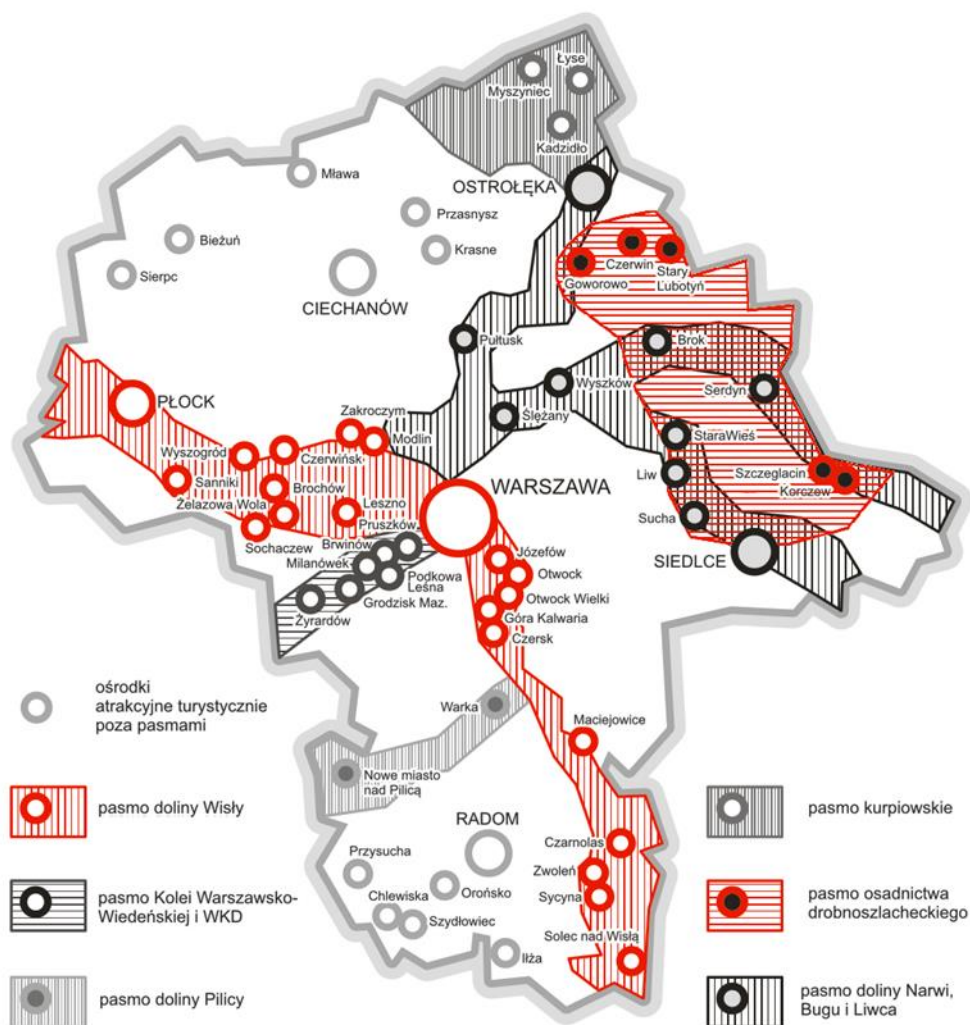 Łyse
Myszyniec
Kadzidło
Mława
OSTROŁĘKA
Przasnysz
Bieżuń
Krasne
Czerwin
Sierpc
Stary
Lubotyń
Goworowo
CIECHANÓW
Pułtusk
Brok
Wyszków
Serdyn
PŁOCK
Zakroczym
Ślężany
Modlin
StaraWieś
Wyszogród
Czerwińsk
Liw
Szczeglacin
Sanniki
WARSZAWA
Korczew
Brochów
Żelazowa Wola
Leszno
Pruszków
Sucha
Sochaczew
Brwinów
Milanówek
Józefów
SIEDLCE
Podkowa
Leśna
Otwock
Grodzisk Maz.
Otwock Wielki
Żyrardów
Góra Kalwaria
Czersk
ośrodki
atrakcyjne turystycznie
poza pasmami
Warka
Maciejowice
Nowe miasto
nad Pilicą
pasmo doliny Wisły
pasmo kurpiowskie
RADOM
Czarnolas
Przysucha
Zwoleń
Chlewiska
Orońsko
Sycyna
pasmo Kolei Warszawsko-
Wiedeńskiej i WKD
pasmo osadnictwa
drobnoszlacheckiego
Szydłowiec
Solec nad Wisłą
Iłża
pasmo doliny Pilicy
pasmo doliny Narwi,
Bugu i Liwca